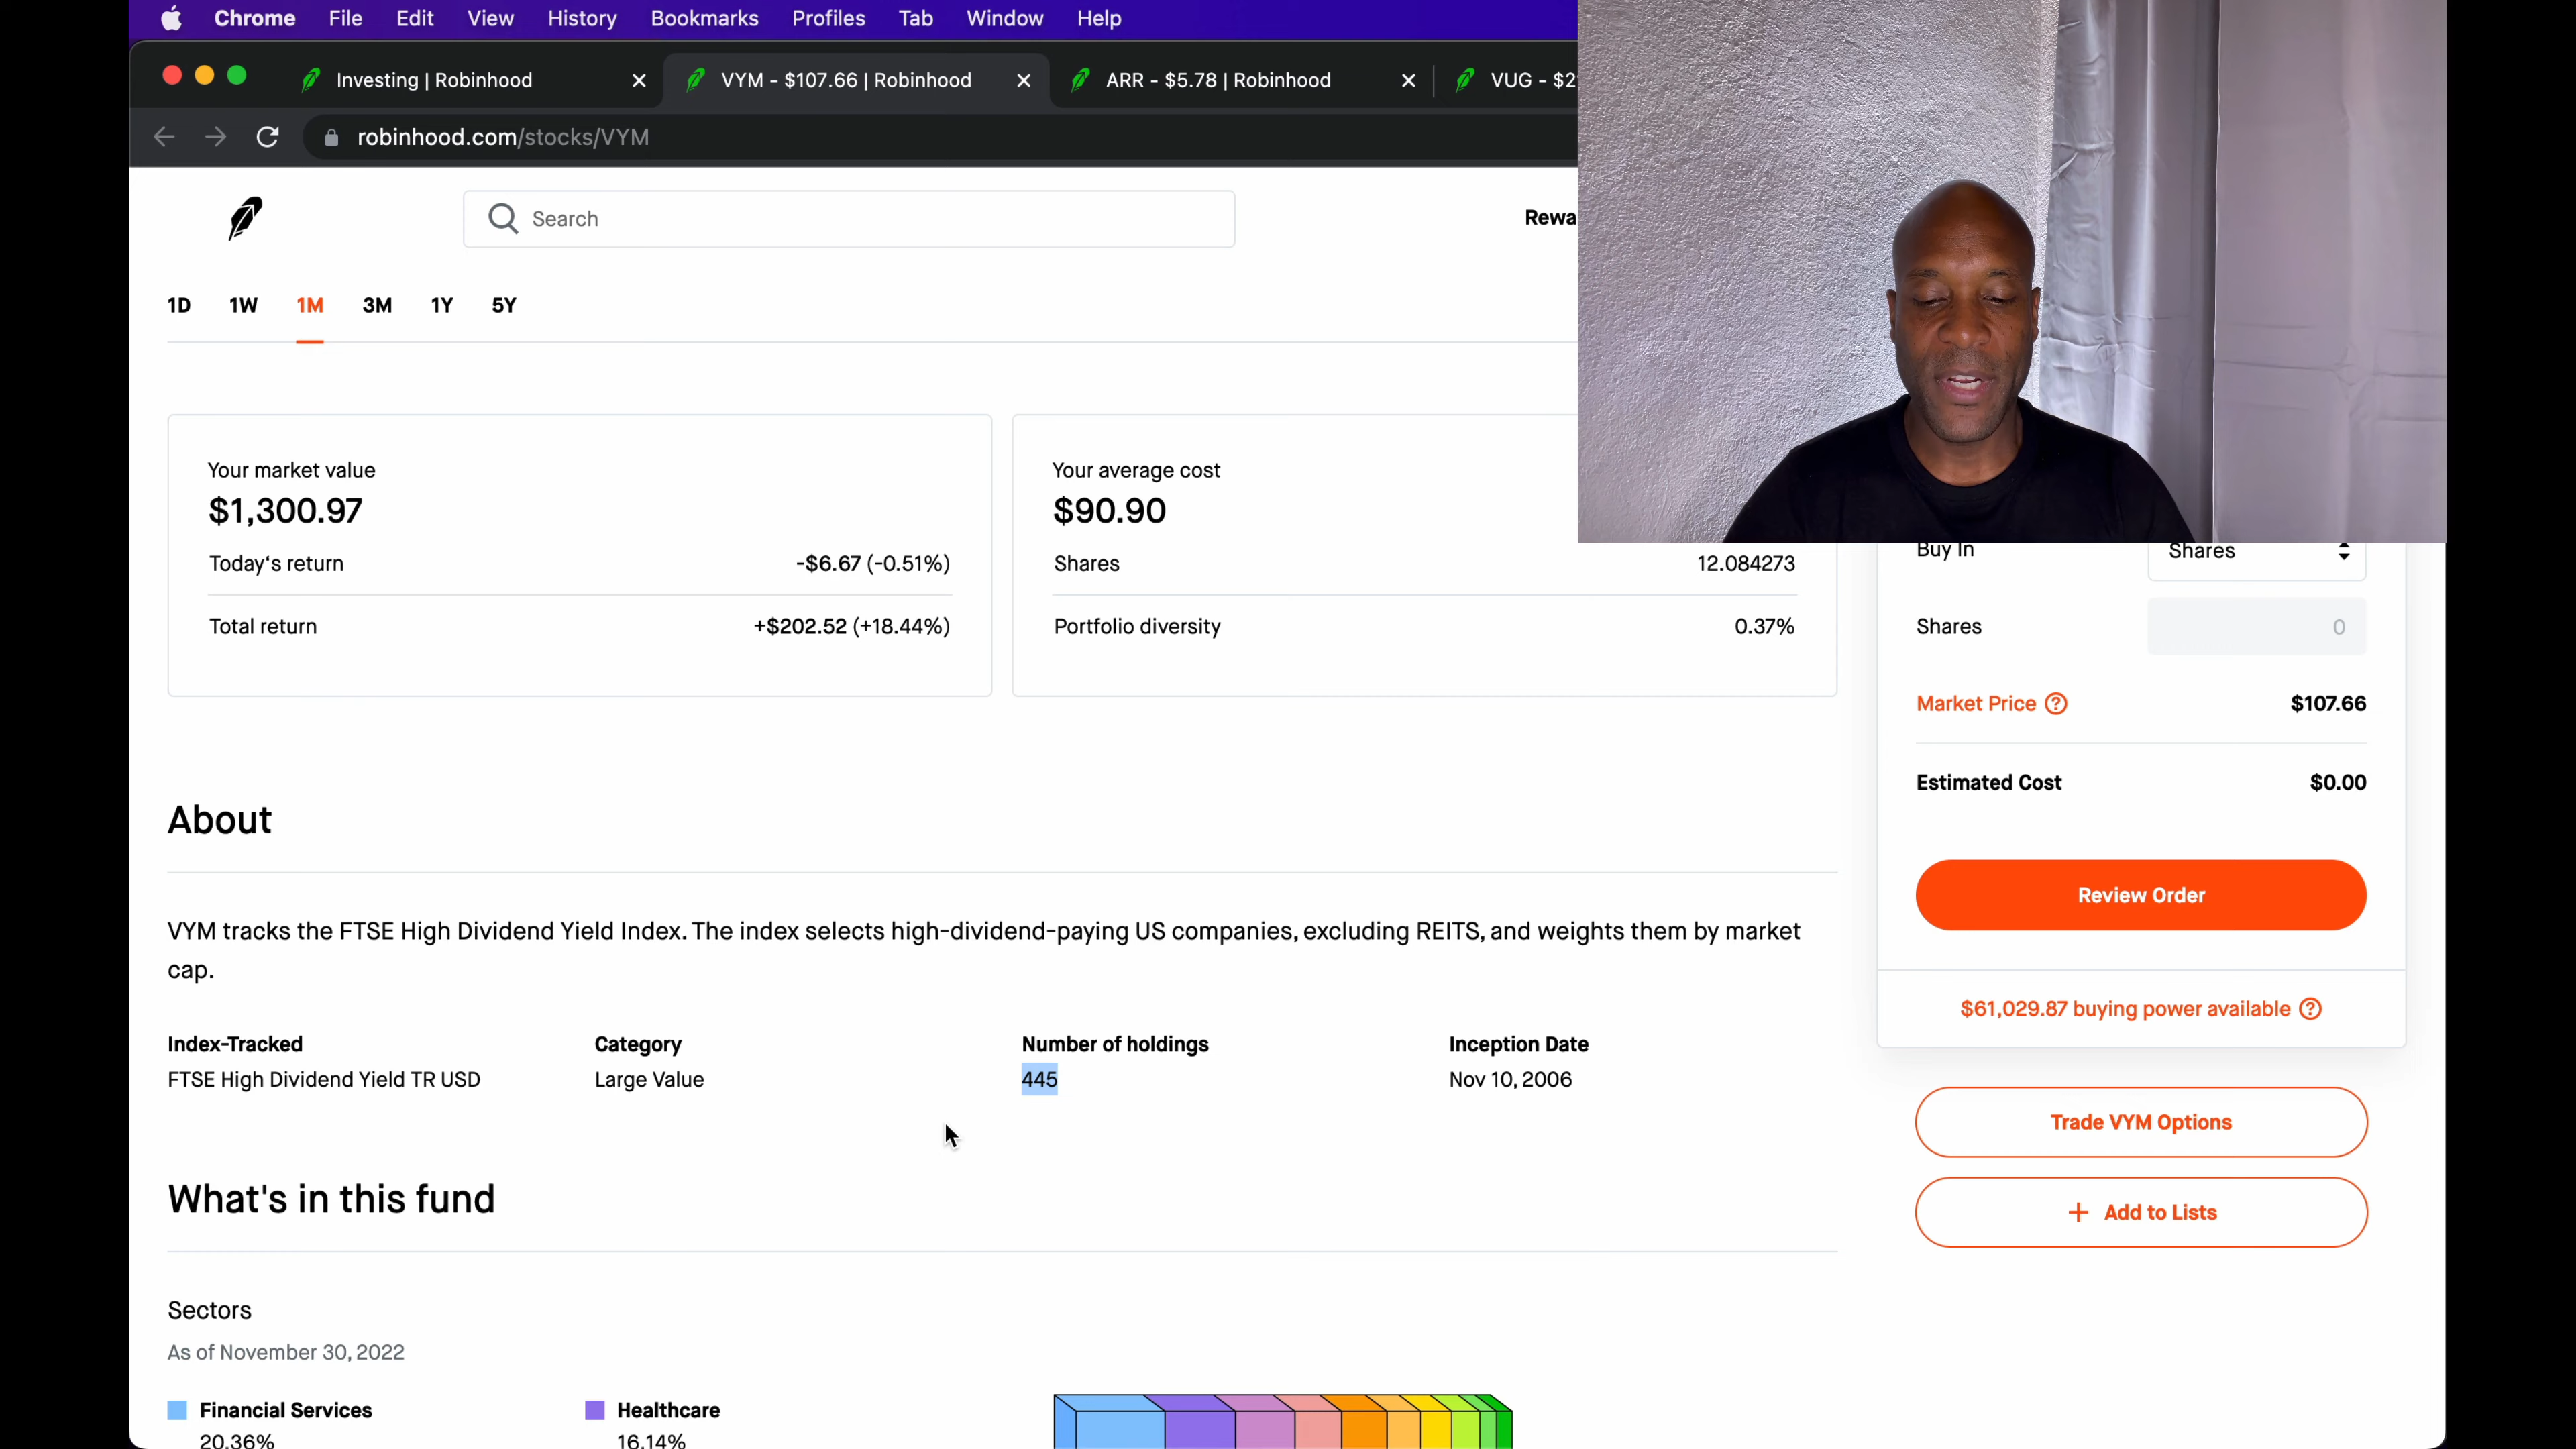 Chrome File Edit View History Bookmarks Profiles Tab Window Help
Investing | Robinhood
VYM - $107.66 | Robinhood
ARR - $5.78 | Robinhood
VUG - $2
robinhood.com/stocks/VYM
Search
Rewa
1D 1W 1M 3M 1Y 5Y
Your market value
$1,300.97
Today's return -$6.67 (-0.51%)
Total return +$202.52 (+18.44%)
Your average cost
$90.90
Shares 12.084273
Portfolio diversity 0.37%
Buy In Shares
Shares 0
Market Price $107.66
Estimated Cost $0.00
Review Order
$61,029.87 buying power available
Trade VYM Options
Add to Lists
About
VYM tracks the FTSE High Dividend Yield Index. The index selects high-dividend-paying US companies, excluding REITS, and weights them by market
cap.
Index-Tracked
FTSE High Dividend Yield TR USD
Category
Large Value
Number of holdings
445
Inception Date
Nov 10, 2006
What's in this fund
Sectors
As of November 30, 2022
Financial Services
20.36%
Healthcare
16.14%